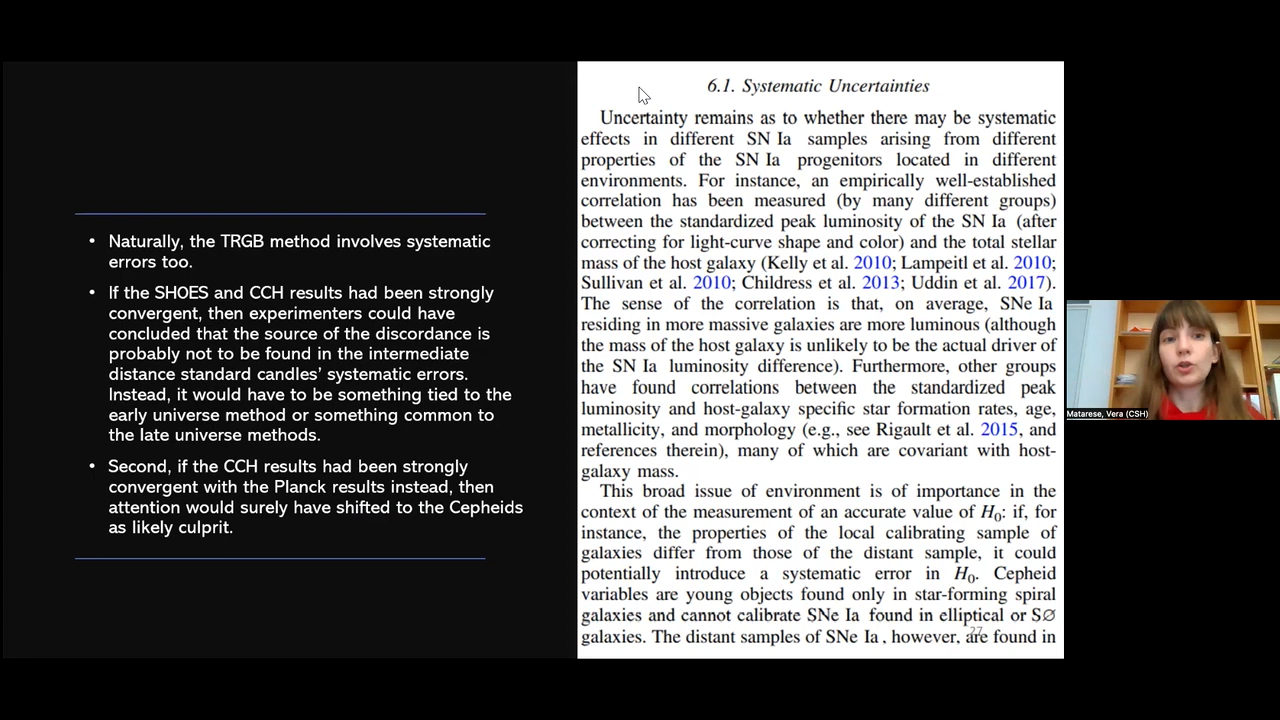 • Naturally, the TRGB method involves systematic
errors too.
• If the SHOES and CCH results had been strongly
convergent, then experimenters could have
concluded that the source of the discordance is
probably not to be found in the intermediate
distance standard candles’ systematic errors.
Instead, it would have to be something tied to the
early universe method or something common to
the late universe methods.
• Second, if the CCH results had been strongly
convergent with the Planck results instead, then
attention would surely have shifted to the Cepheids
as likely culprit.
6.1. Systematic Uncertainties
Uncertainty remains as to whether there may be systematic
effects in different SN Ia samples arising from different
properties of the SN Ia progenitors located in different
environments. For instance, an empirically well-established
correlation has been measured (by many different groups)
between the standardized peak luminosity of the SN Ia (after
correcting for light-curve shape and color) and the total stellar
mass of the host galaxy (Kelly et al. 2010; Lampeitl et al. 2010;
Sullivan et al. 2010; Childress et al. 2013; Uddin et al. 2017).
The sense of the correlation is that, on average, SNe Ia
residing in more massive galaxies are more luminous (although
the mass of the host galaxy is unlikely to be the actual driver of
the SN Ia luminosity difference). Furthermore, other groups
have found correlations between the standardized peak
luminosity and host-galaxy specific star formation rates, age,
metallicity, and morphology (e.g., see Rigault et al. 2015, and
references therein), many of which are covariant with host-
galaxy mass.
This broad issue of environment is of importance in the
context of the measurement of an accurate value of H₀: if, for
instance, the properties of the local calibrating sample of
galaxies differ from those of the distant sample, it could
potentially introduce a systematic error in H₀. Cepheid
variables are young objects found only in star-forming spiral
galaxies and cannot calibrate SNe Ia found in elliptical or S∅
galaxies. The distant samples of SNe Ia, however, are found in
27
Matarese, Vera (CSH)